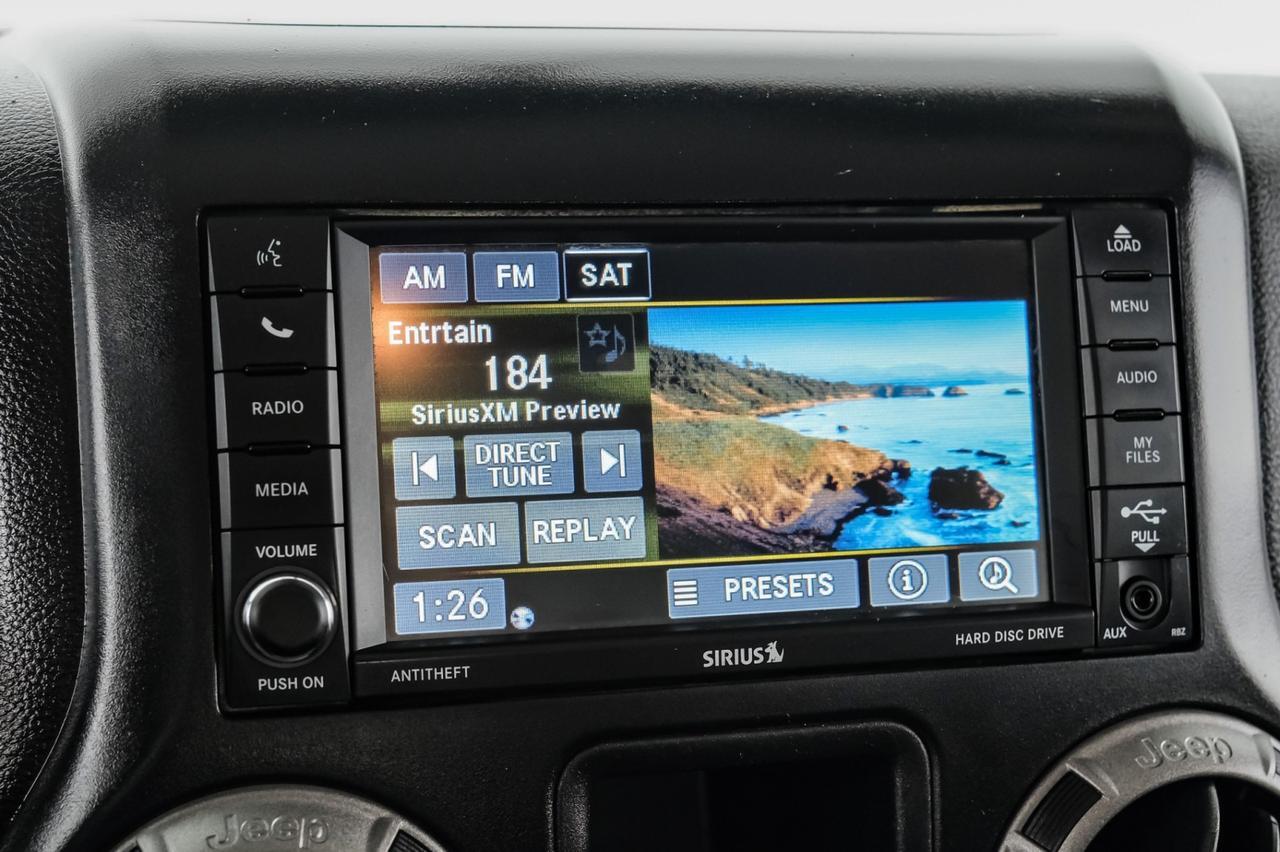 AM FM SAT
Entrtain
184
SiriusXM Preview
DIRECT
TUNE
SCAN REPLAY
1:26 PRESETS
RADIO
MEDIA
VOLUME
PUSH ON
ANTITHEFT
SIRIUS
HARD DISC DRIVE
LOAD
MENU
AUDIO
MY
FILES
PULL
AUX RBZ
Jeep
Jeep